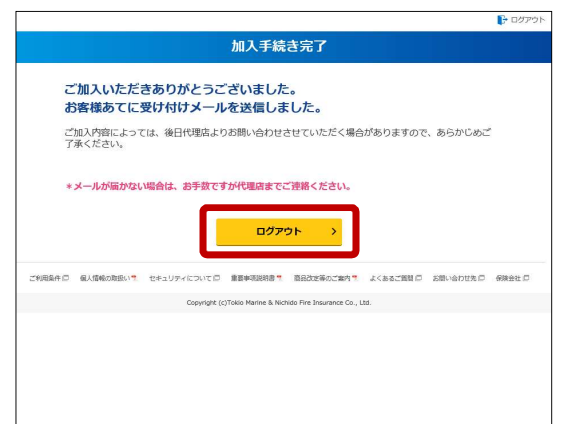 ログアウト
加入手続き完了
ご加入いただきありがとうございました。
お客様あてに受け付けメールを送信しました。
ご加入内容によっては、後日代理店よりお問い合わせさせていただく場合がありますので、あらかじめご
了承ください。
*メールが届かない場合は、お手数ですが代理店までご連絡ください。
ログアウト
ご利用条件 個人情報の取扱い セキュリティについて 重要事項説明書 商品改定等のご案内 よくあるご質問 お問い合わせ先 保険会社
Copyright (c)Tokio Marine & Nichido Fire Insurance Co., Ltd.